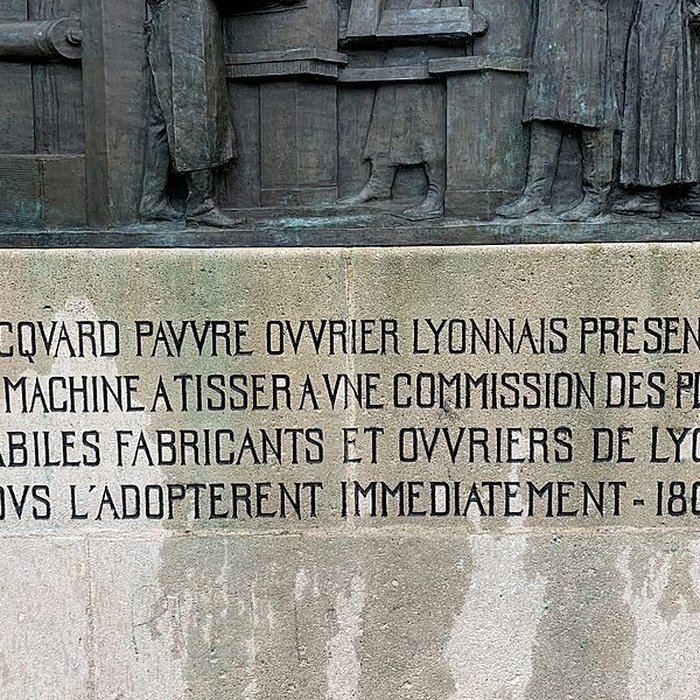 CQVARD PAVVRE OVVRIER LYONNAIS PRESEN
MACHINE A TISSER A VNE COMMISSION DES PL
ABILES FABRICANTS ET OVVRIERS DE LYO
OVS L'ADOPTERENT IMMEDIATEMENT - 180